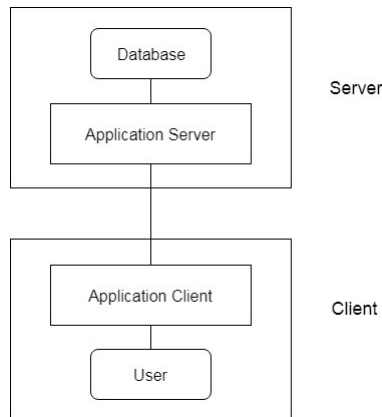 Database
Server
Application Server
Application Client
Client
User